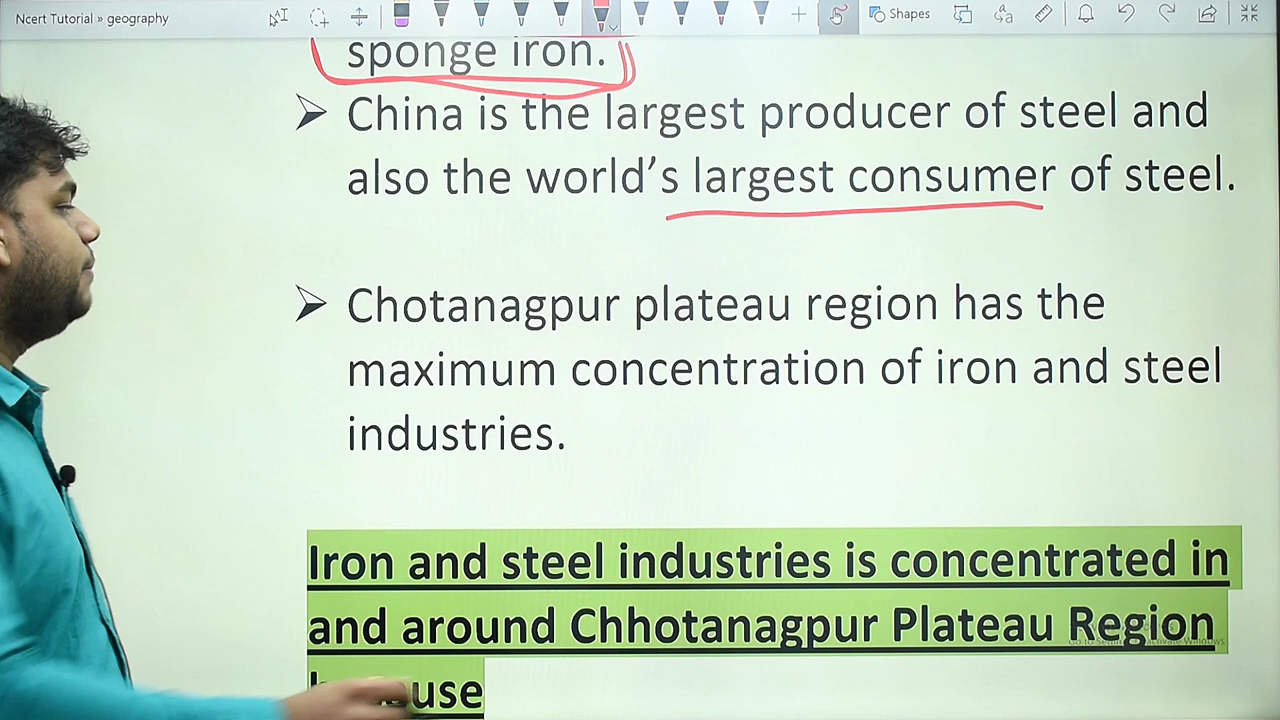 Ncert Tutorial » geography
Shapes
sponge iron.
➢ China is the largest producer of steel and
also the world's largest consumer of steel.
➢ Chotanagpur plateau region has the
maximum concentration of iron and steel
industries.
Iron and steel industries is concentrated in
and around Chhotanagpur Plateau Region